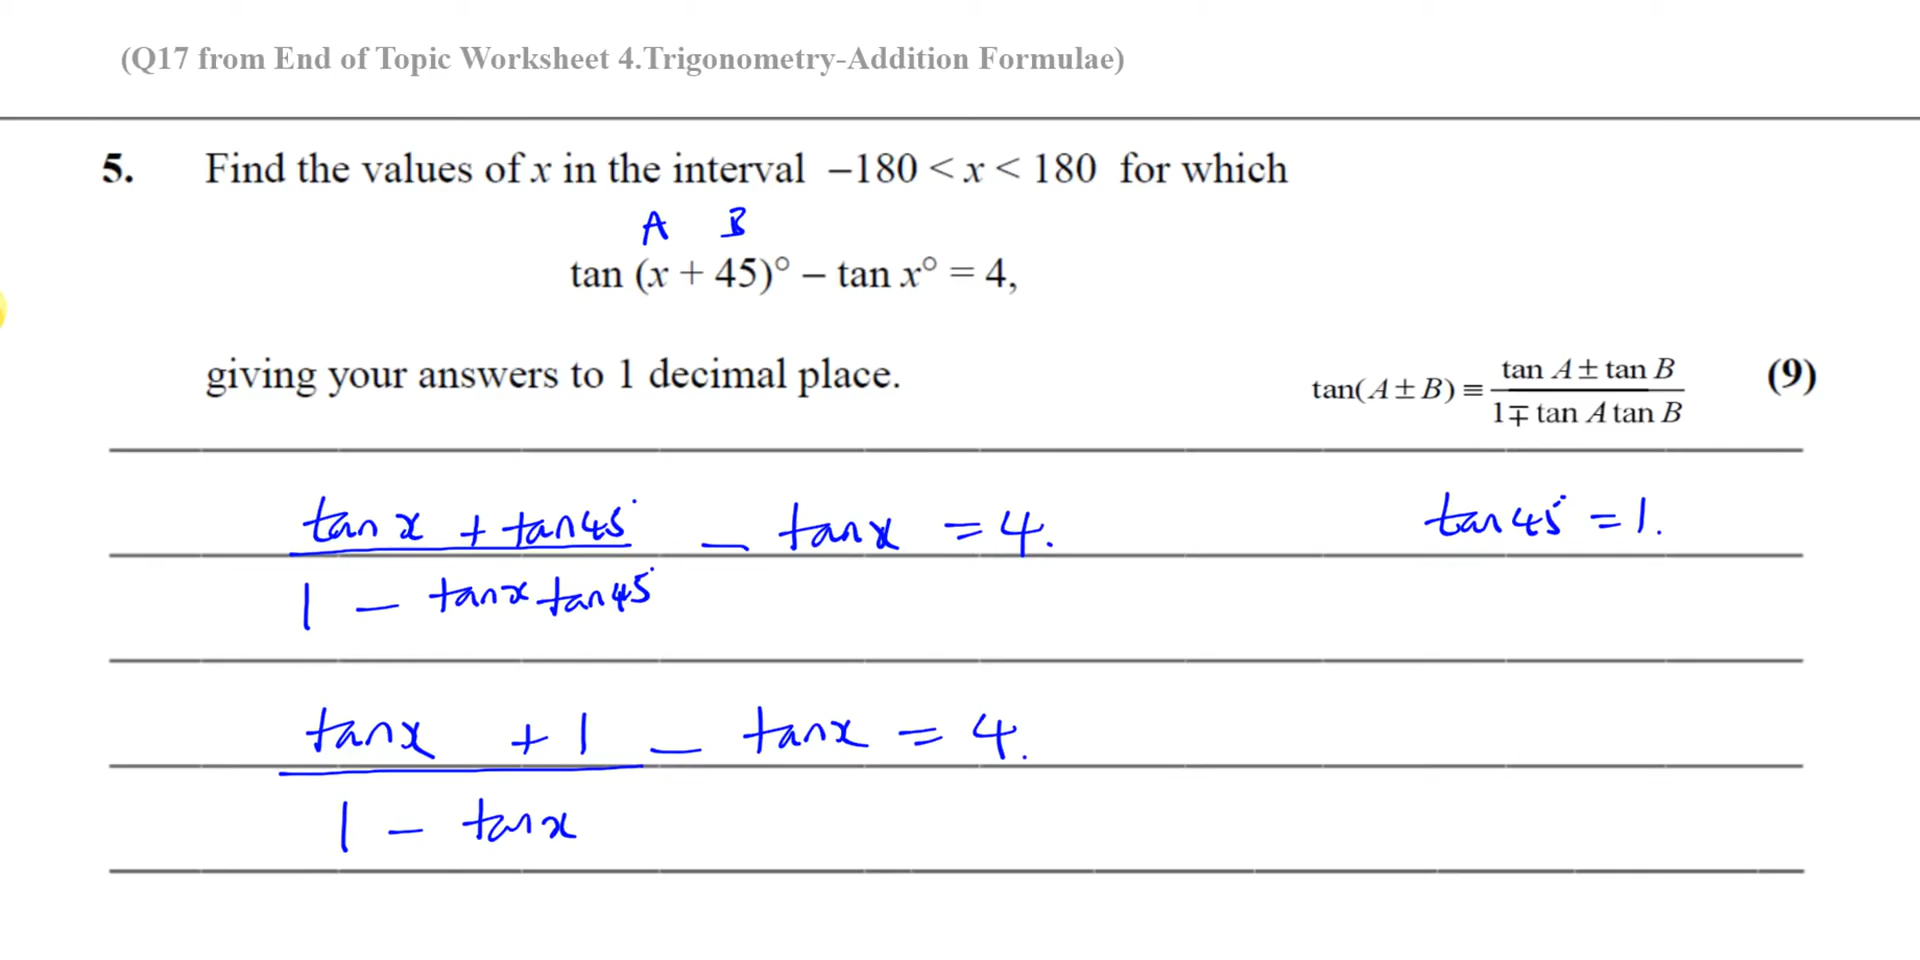 (Q17 from End of Topic Worksheet 4.Trigonometry-Addition Formulae)
5. Find the values of x in the interval −180 < x < 180 for which
A B
tan (x + 45)° − tan x° = 4,
giving your answers to 1 decimal place.
tan(A ± B) ≡ (tan A ± tan B) / (1 ∓ tan A tan B)
(9)
(tan x + tan 45°) / (1 − tan x tan 45°) − tan x = 4.
tan 45° = 1.
(tan x + 1) / (1 − tan x) − tan x = 4.